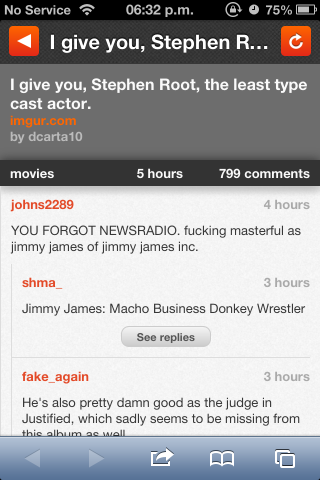 No Service 06:32 p.m. 75%
I give you, Stephen R...
I give you, Stephen Root, the least type
cast actor.
imgur.com
by dcarta10
movies 5 hours 799 comments
johns2289 4 hours
YOU FORGOT NEWSRADIO. fucking masterful as
jimmy james of jimmy james inc.
shma_ 3 hours
Jimmy James: Macho Business Donkey Wrestler
See replies
fake_again 3 hours
He's also pretty damn good as the judge in
Justified, which sadly seems to be missing from
this album as well